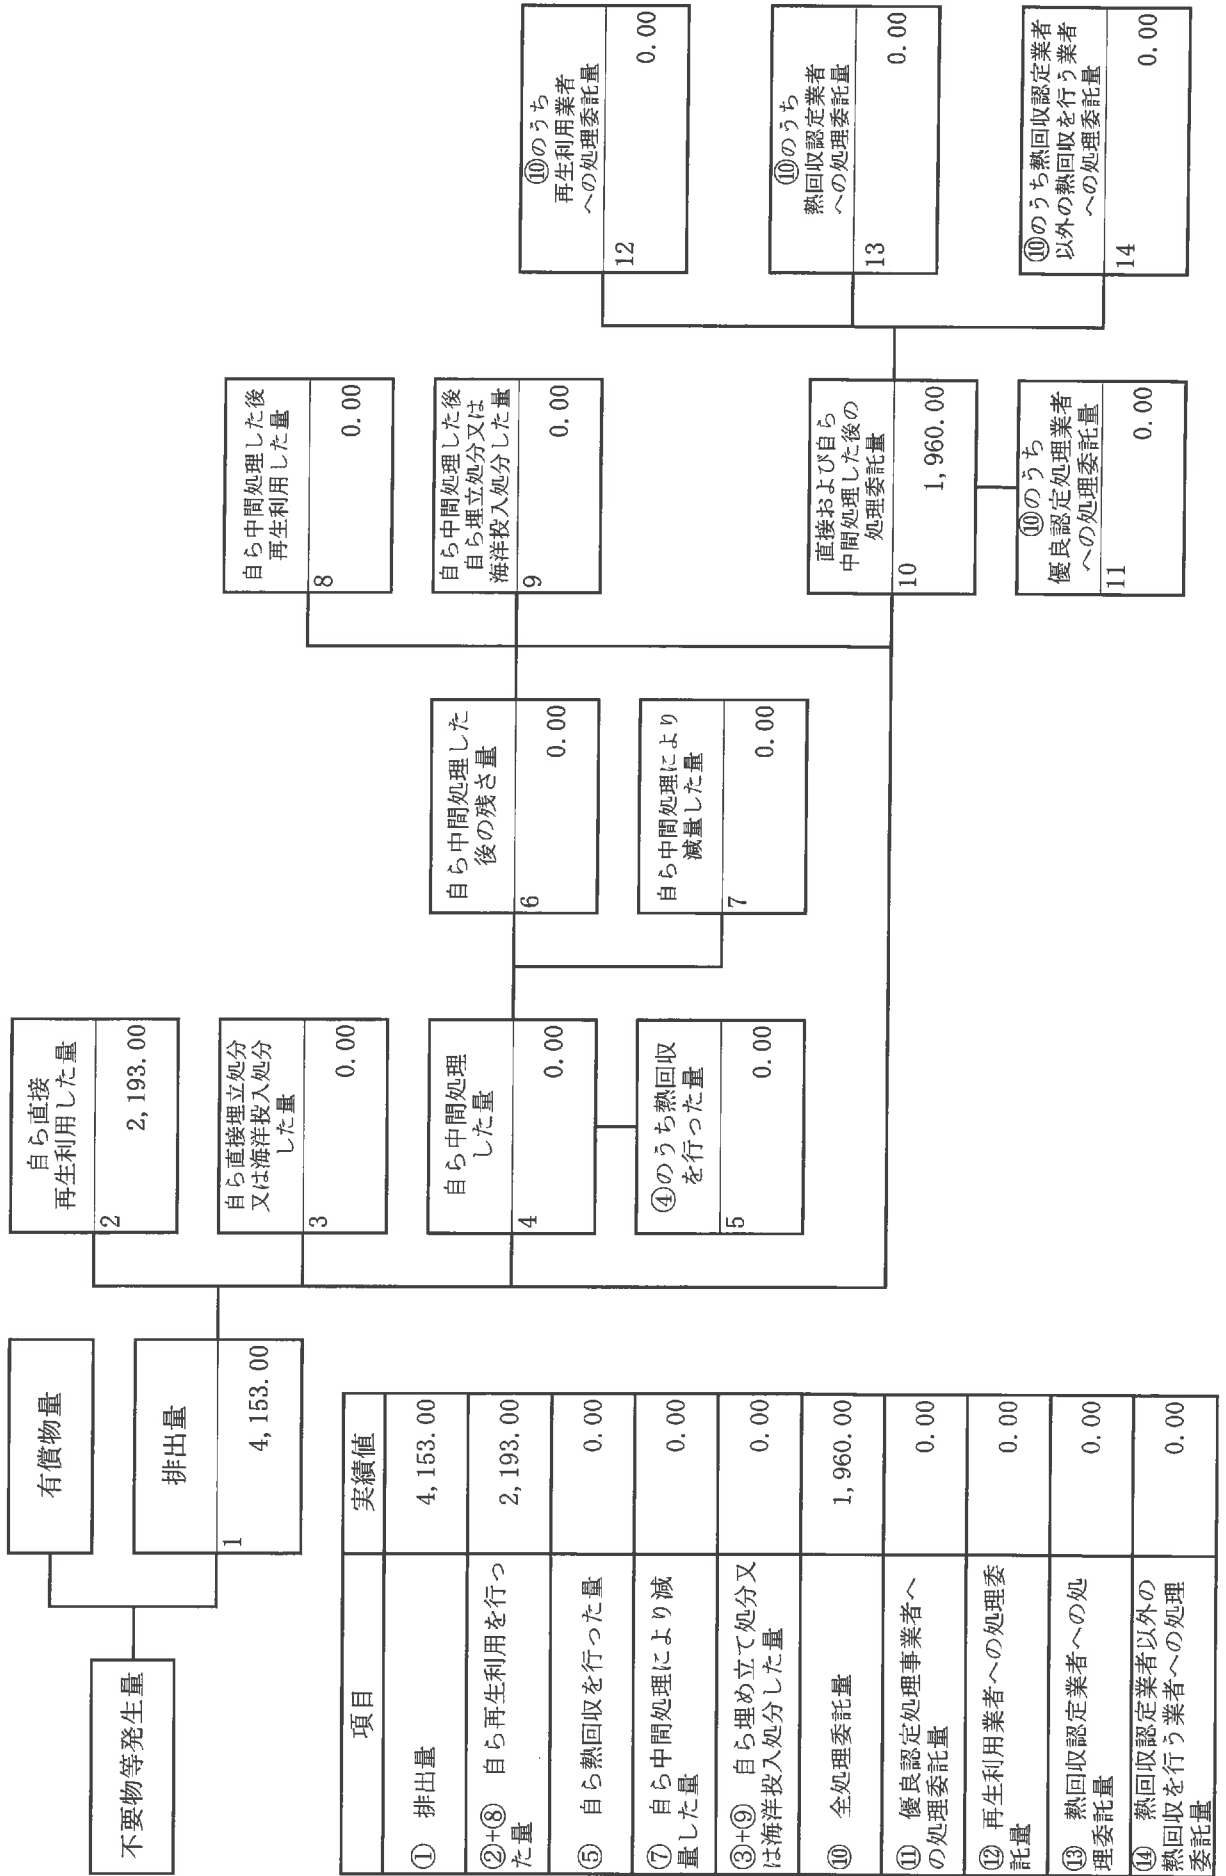 不要物等発生量
有償物量
排出量
1
4,153.00
自ら直接
再生利用した量
2
2,193.00
自ら直接埋立処分
又は海洋投入処分
した量
3
0.00
自ら中間処理
した量
4
0.00
④のうち熱回収
を行った量
5
0.00
自ら中間処理した
後の残さ量
6
0.00
自ら中間処理により
減量した量
7
0.00
自ら中間処理した後
再生利用した量
8
0.00
自ら中間処理した後
自ら埋立処分又は
海洋投入処分した量
9
0.00
直接および自ら
中間処理した後の
処理委託量
10
1,960.00
⑩のうち
優良認定処理業者
への処理委託量
11
0.00
⑩のうち
再生利用業者
への処理委託量
12
0.00
⑩のうち
熱回収認定業者
への処理委託量
13
0.00
⑩のうち熱回収認定業者
以外の熱回収を行う業者
への処理委託量
14
0.00
項目 実績値
① 排出量 4,153.00
②+⑧ 自ら再生利用を行っ
た量 2,193.00
⑤ 自ら熱回収を行った量 0.00
⑦ 自ら中間処理により減
量した量 0.00
③+⑨ 自ら埋め立て処分又
は海洋投入処分した量 0.00
⑩ 全処理委託量 1,960.00
⑪ 優良認定処理事業者へ
の処理委託量 0.00
⑫ 再生利用業者への処理委
託量 0.00
⑬ 熱回収認定業者への処
理委託量 0.00
⑭ 熱回収認定業者以外の
熱回収を行う業者への処理
委託量 0.00